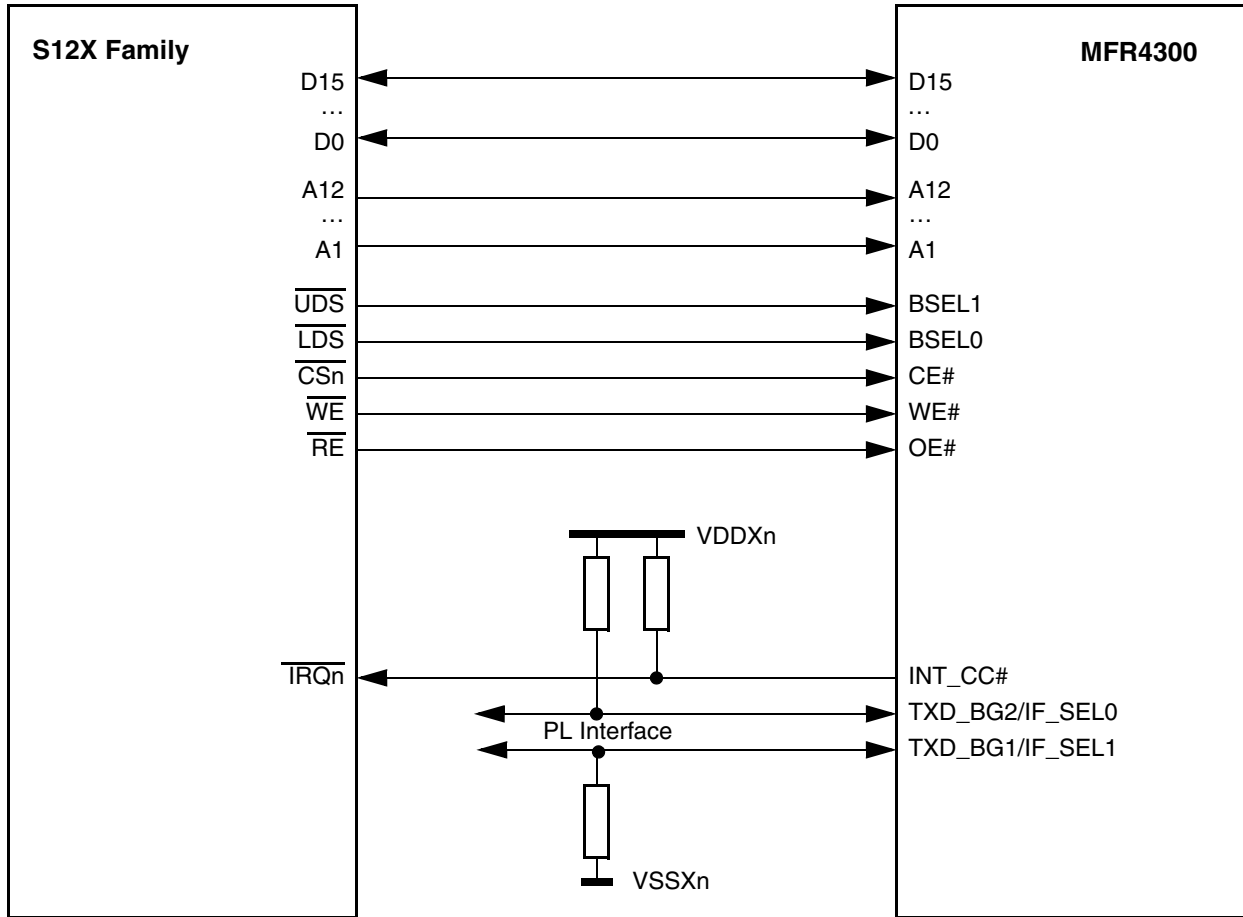 S12X Family
MFR4300
D15
D15
...
...
D0
D0
A12
A12
...
...
A1
A1
UDS
BSEL1
LDS
BSEL0
CSn
CE#
WE
WE#
RE
OE#
VDDXn
IRQn
INT_CC#
TXD_BG2/IF_SEL0
PL Interface
TXD_BG1/IF_SEL1
VSSXn